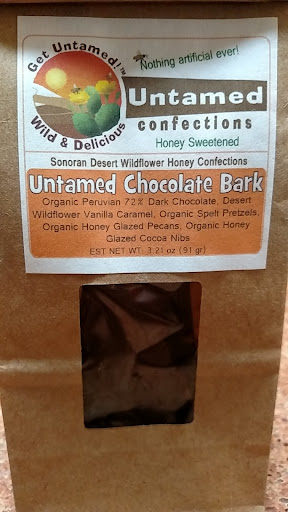 Get Untamed!™
Wild & Delicious
Nothing artificial ever!
Untamed
confections
Honey Sweetened
Sonoran Desert Wildflower Honey Confections
Untamed Chocolate Bark
Organic Peruvian 72% Dark Chocolate, Desert
Wildflower Vanilla Caramel, Organic Spelt Pretzels,
Organic Honey Glazed Pecans, Organic Honey
Glazed Cocoa Nibs
EST NET WT: 3.21 oz (91 gr)